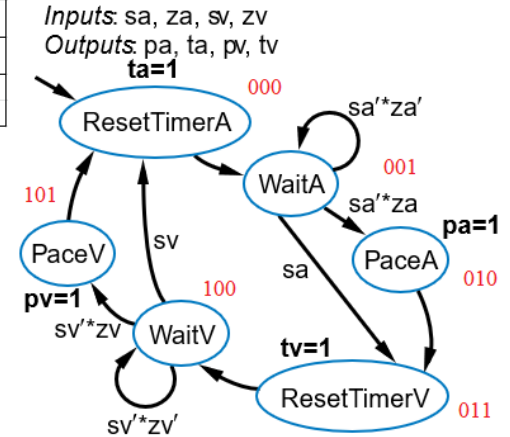 Inputs: sa, za, sv, zv
Outputs: pa, ta, pv, tv
ta=1
000
ResetTimerA
sa′*za′
001
WaitA
101
sa′*za
pa=1
PaceV
sv
PaceA
sa
010
pv=1
100
sv′*zv
WaitV
tv=1
ResetTimerV
011
sv′*zv′